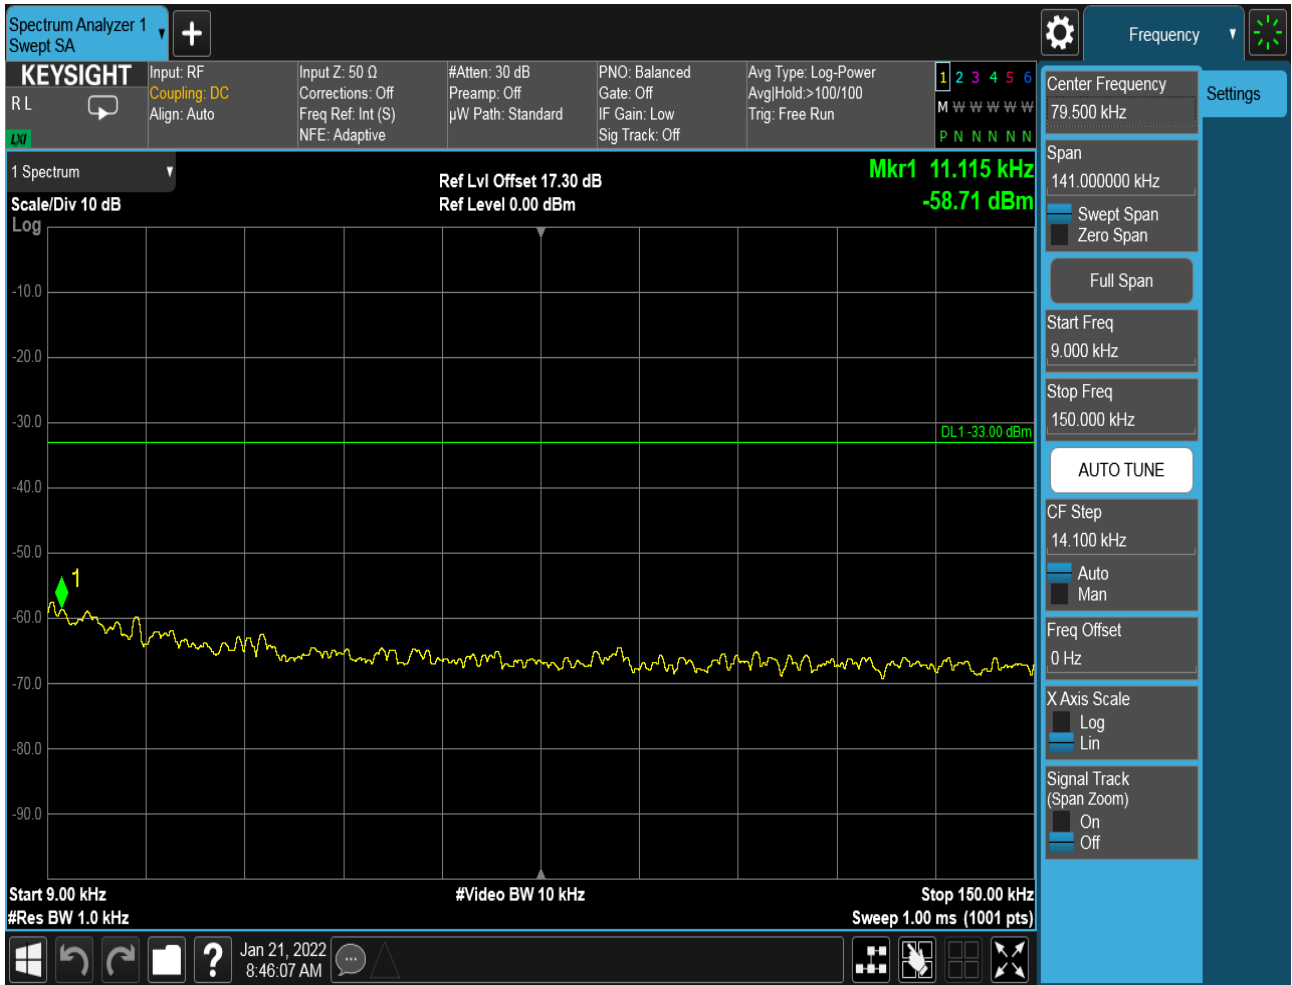 Spectrum Analyzer 1
Swept SA
+
Frequency
KEYSIGHT
R L
LXI
Input: RF
Coupling: DC
Align: Auto
Input Z: 50 Ω
Corrections: Off
Freq Ref: Int (S)
NFE: Adaptive
#Atten: 30 dB
Preamp: Off
µW Path: Standard
PNO: Balanced
Gate: Off
IF Gain: Low
Sig Track: Off
Avg Type: Log-Power
Avg|Hold:>100/100
Trig: Free Run
1 2 3 4 5 6
M W W W W W
P N N N N N
1 Spectrum
Scale/Div 10 dB
Log
Ref Lvl Offset 17.30 dB
Ref Level 0.00 dBm
Mkr1 11.115 kHz
-58.71 dBm
-10.0
-20.0
-30.0
DL1 -33.00 dBm
-40.0
-50.0
1
-60.0
-70.0
-80.0
-90.0
Start 9.00 kHz
#Video BW 10 kHz
Stop 150.00 kHz
#Res BW 1.0 kHz
Sweep 1.00 ms (1001 pts)
Center Frequency
79.500 kHz
Settings
Span
141.000000 kHz
Swept Span
Zero Span
Full Span
Start Freq
9.000 kHz
Stop Freq
150.000 kHz
AUTO TUNE
CF Step
14.100 kHz
Auto
Man
Freq Offset
0 Hz
X Axis Scale
Log
Lin
Signal Track
(Span Zoom)
On
Off
?
Jan 21, 2022
8:46:07 AM